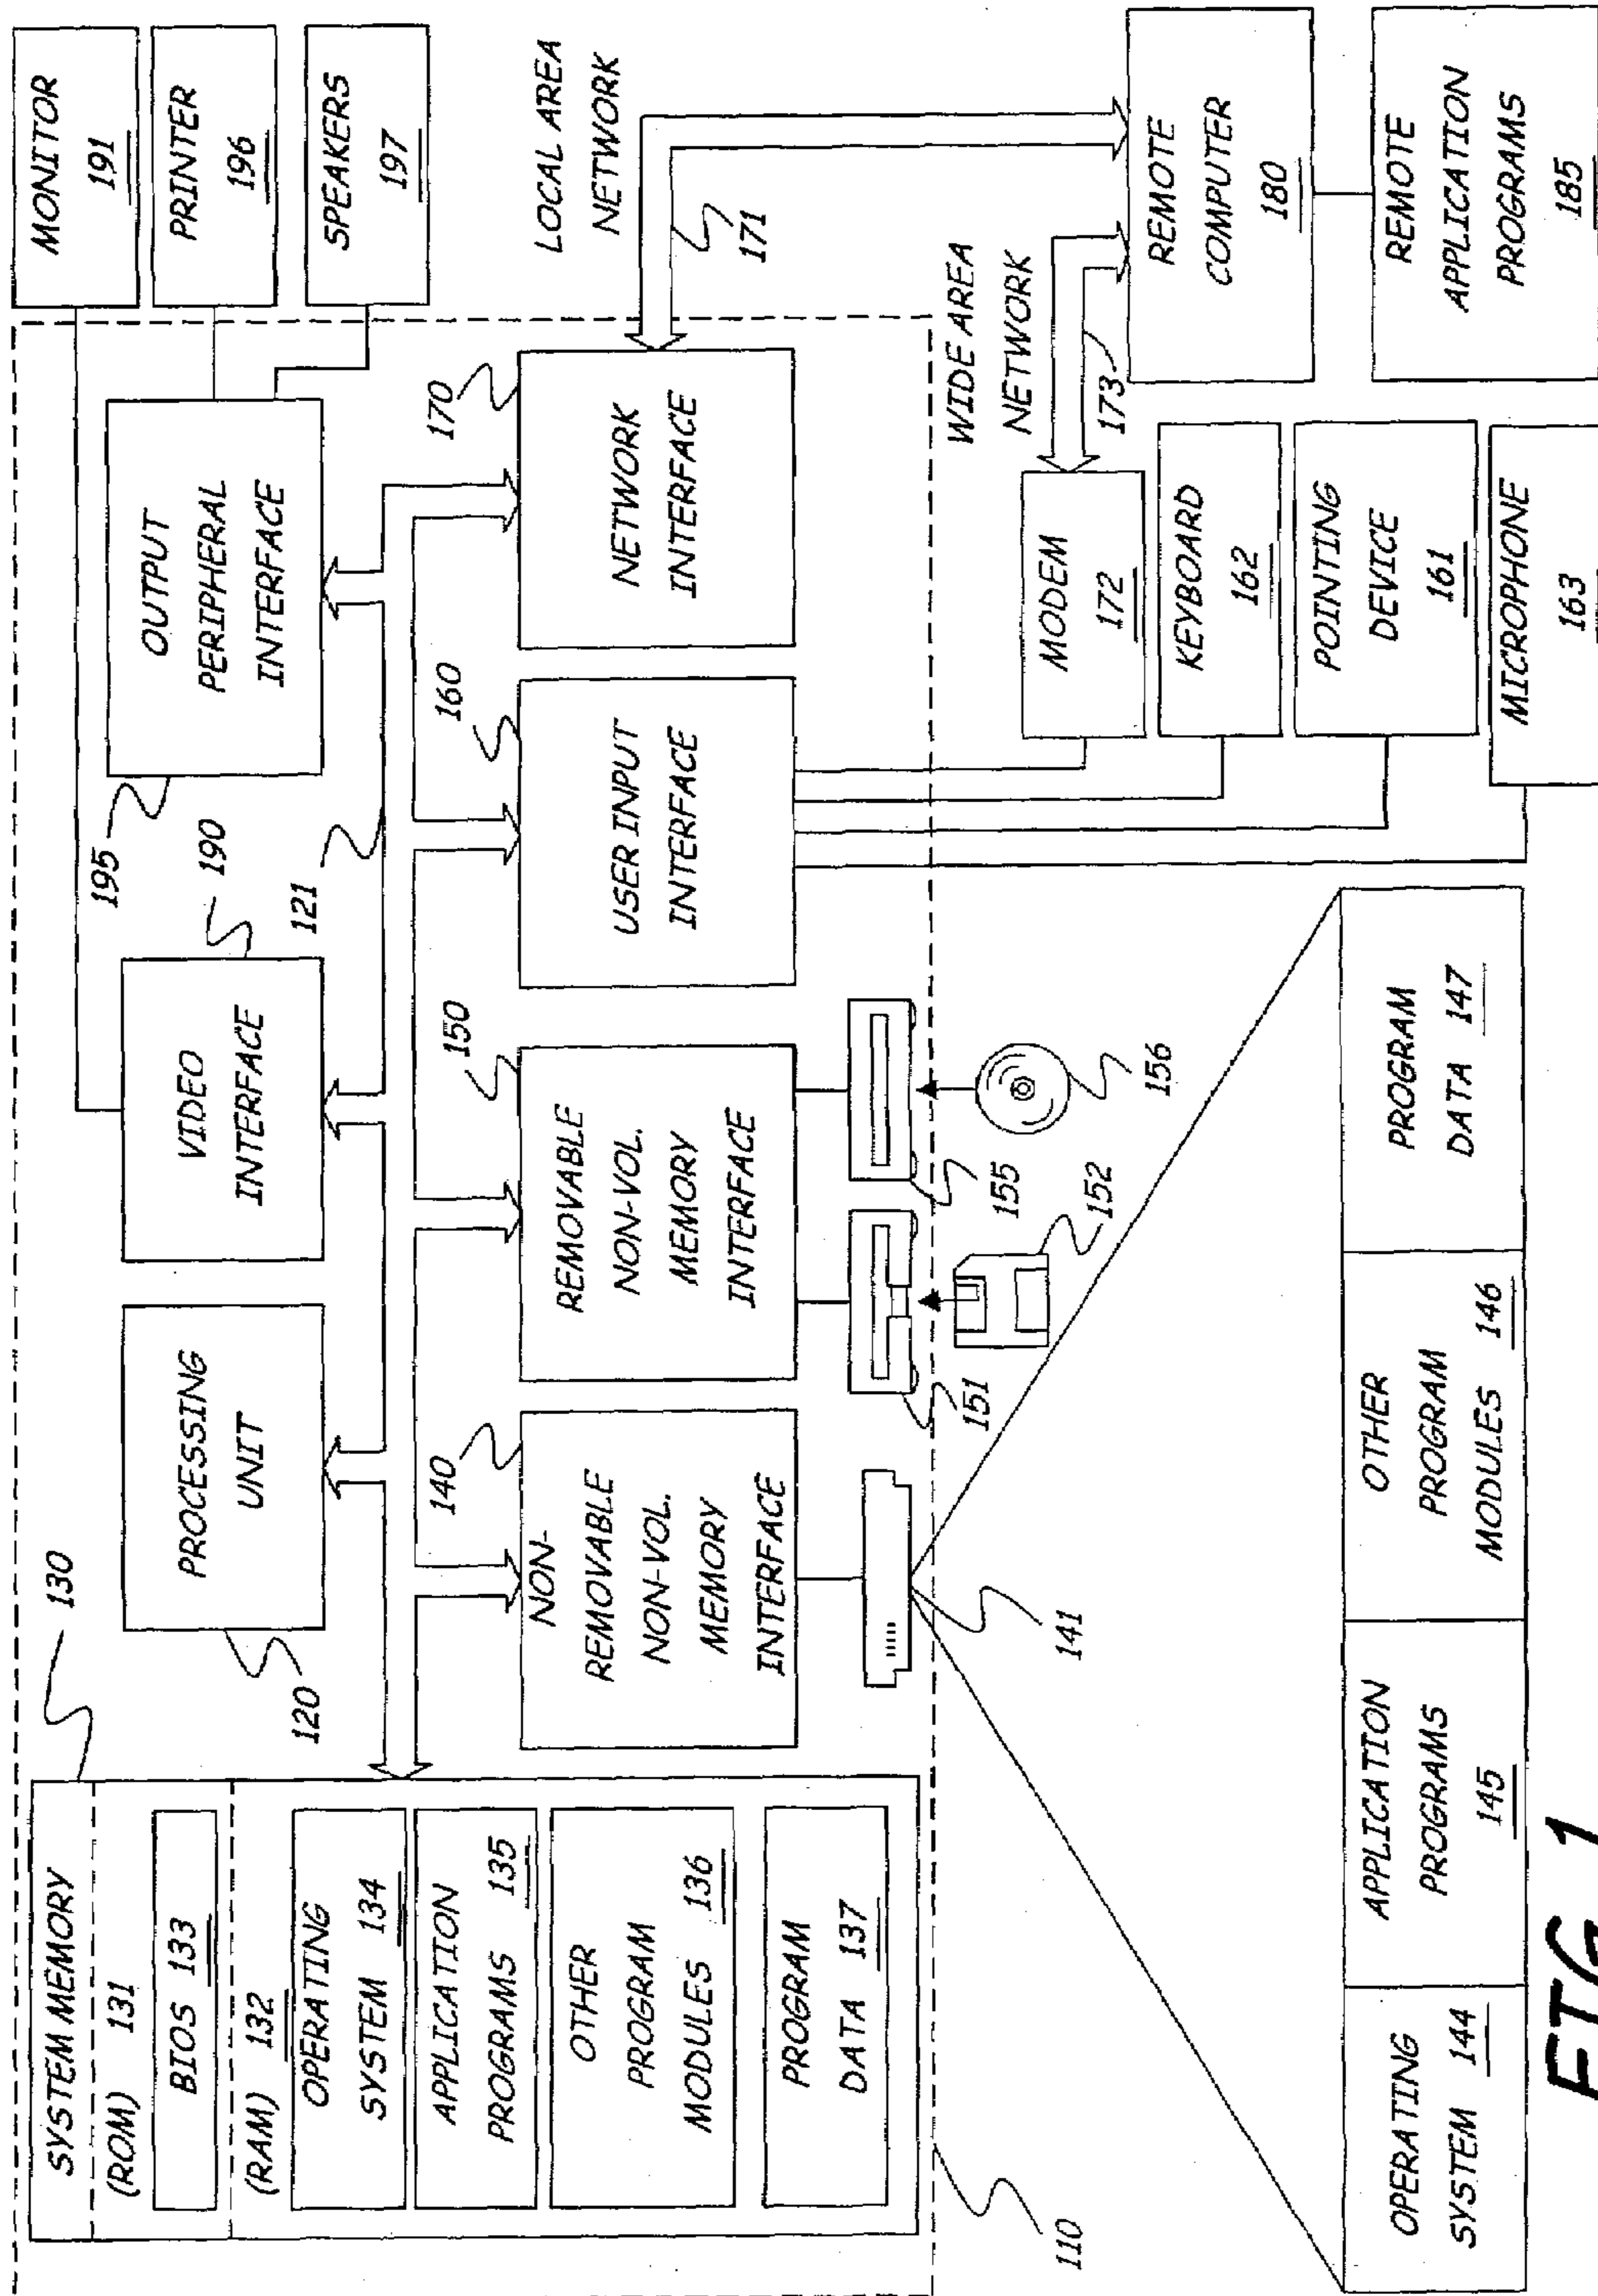 SYSTEM MEMORY
(ROM) 131
BIOS 133
(RAM) 132
OPERATING
SYSTEM 134
APPLICATION
PROGRAMS 135
OTHER
PROGRAM
MODULES 136
PROGRAM
DATA 137
130
PROCESSING
UNIT
120
VIDEO
INTERFACE
190
OUTPUT
PERIPHERAL
INTERFACE
195
121
MONITOR
191
PRINTER
196
SPEAKERS
197
140
NON-
REMOVABLE
NON-VOL.
MEMORY
INTERFACE
150
REMOVABLE
NON-VOL.
MEMORY
INTERFACE
160
USER INPUT
INTERFACE
170
NETWORK
INTERFACE
LOCAL AREA
NETWORK
171
141
151
155
152
156
110
WIDE AREA
NETWORK
173
MODEM
172
KEYBOARD
162
POINTING
DEVICE
161
MICROPHONE
163
REMOTE
COMPUTER
180
REMOTE
APPLICATION
PROGRAMS
185
OPERATING
SYSTEM 144
APPLICATION
PROGRAMS
145
OTHER
PROGRAM
MODULES 146
PROGRAM
DATA 147
FIG 1